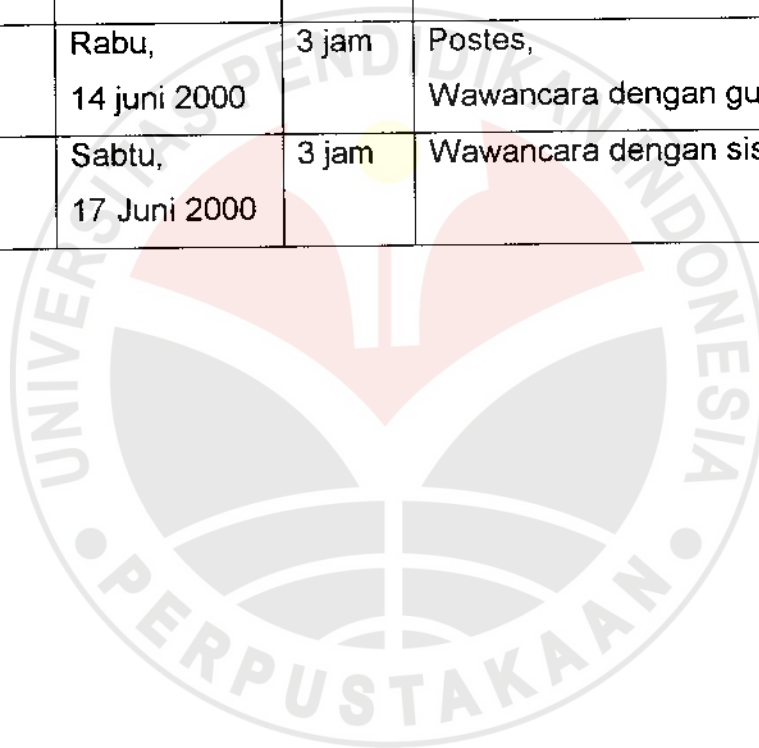 Rabu, 3 jam Postes,
14 juni 2000 Wawancara dengan
Sabtu, 3 jam Wawancara dengan
17 Juni 2000
UNIVERSITAS PENDIDIKAN INDONESIA
PERPUSTAKAAN